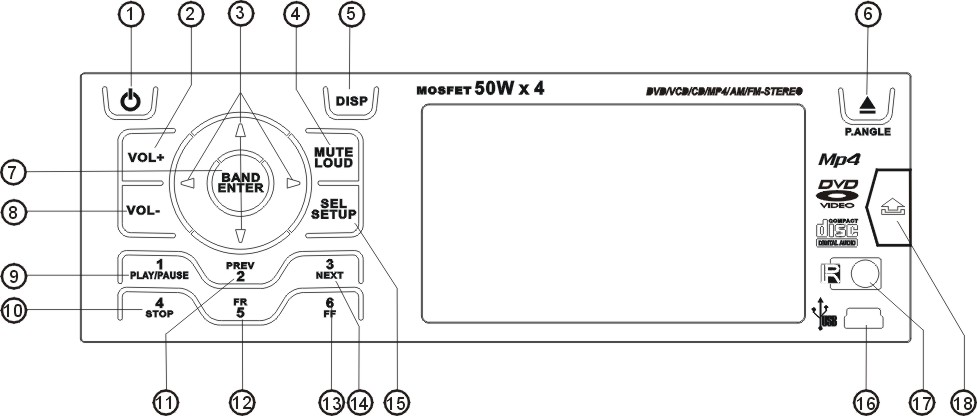 1 2 3 4 5 6
DISP
MOSFET 50W x 4
DVD/VCD/CD/MP4/AM/FM-STEREO
P.ANGLE
VOL+
MUTE
LOUD
Mp4
7
BAND
ENTER
DVD
VIDEO
8
VOL-
SEL
SETUP
COMPACT
disc
DIGITAL AUDIO
9
1
PLAY/PAUSE
PREV
2
3
NEXT
R
10
4
STOP
FR
5
6
FF
USB
11 12 13 14 15 16 17 18